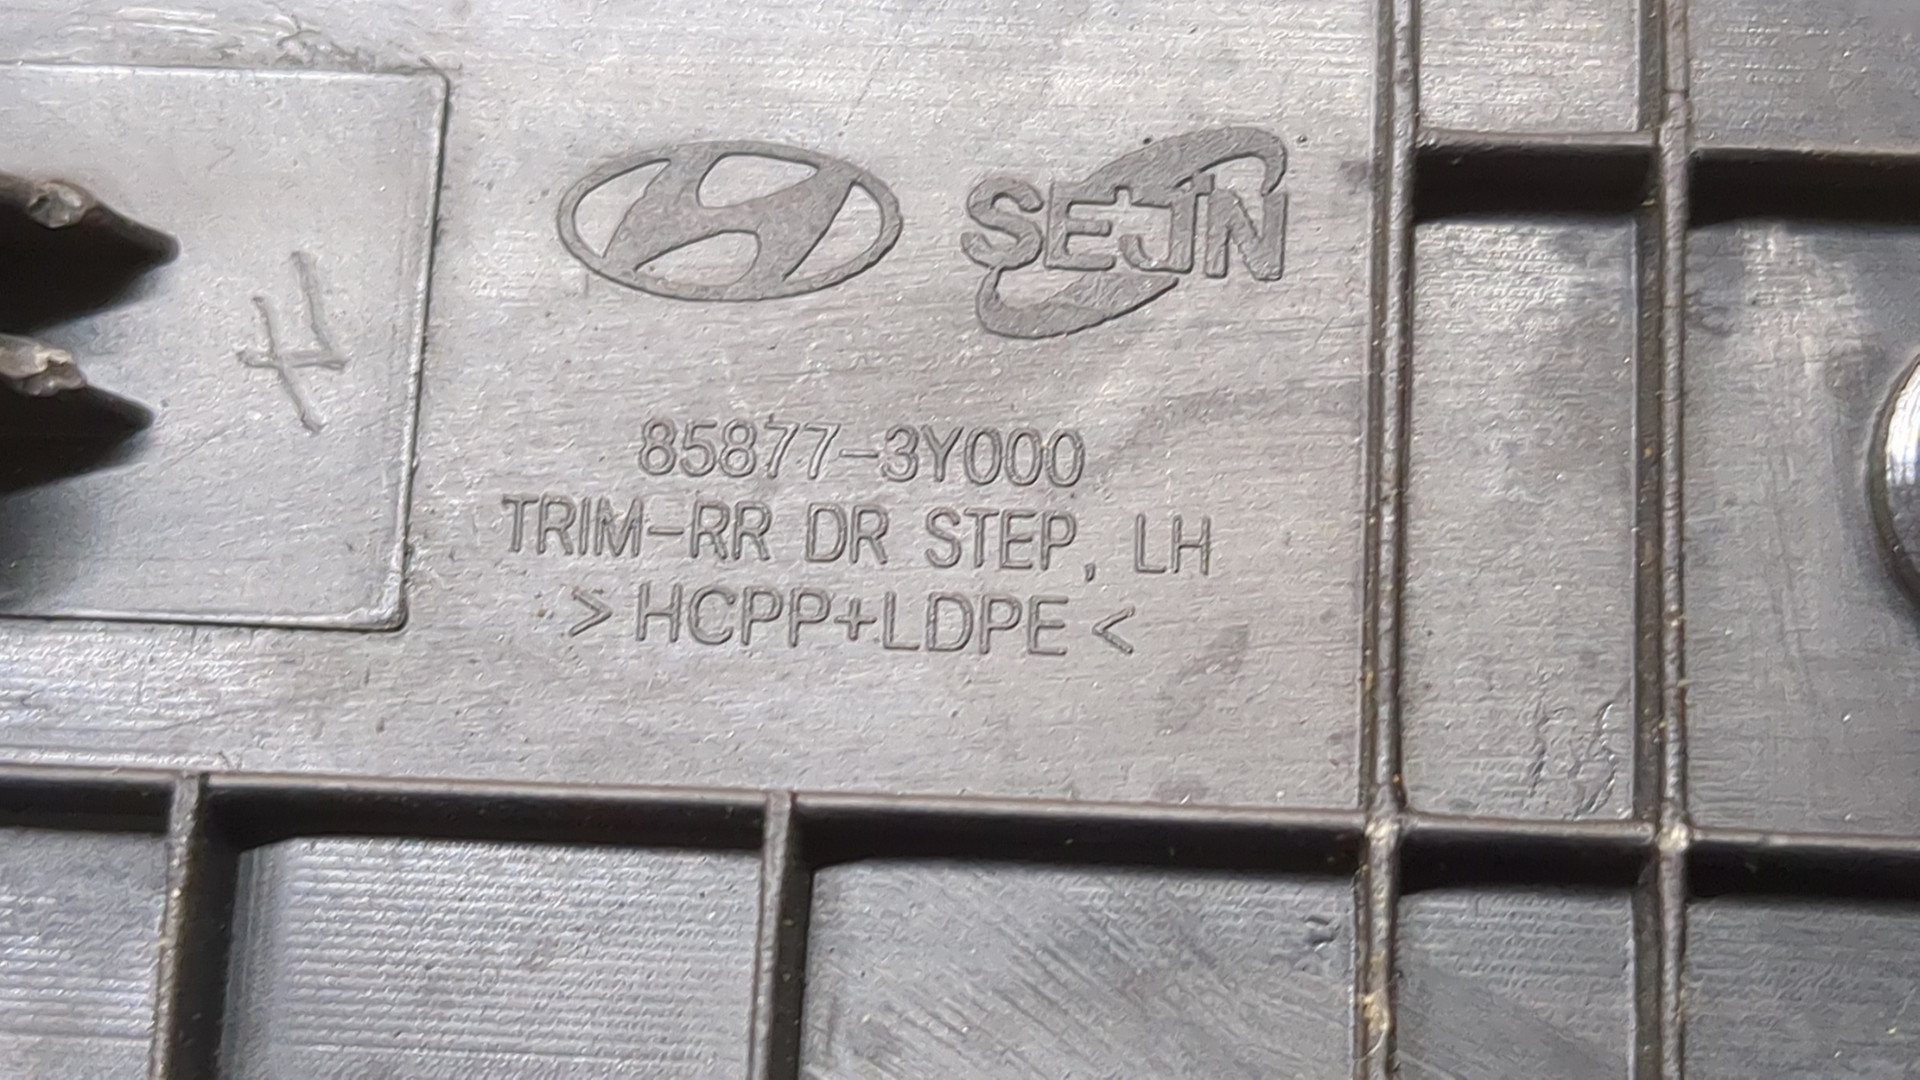 SEJIN
85877-3Y000
TRIM-RR DR STEP, LH
>HCPP+LDPE<